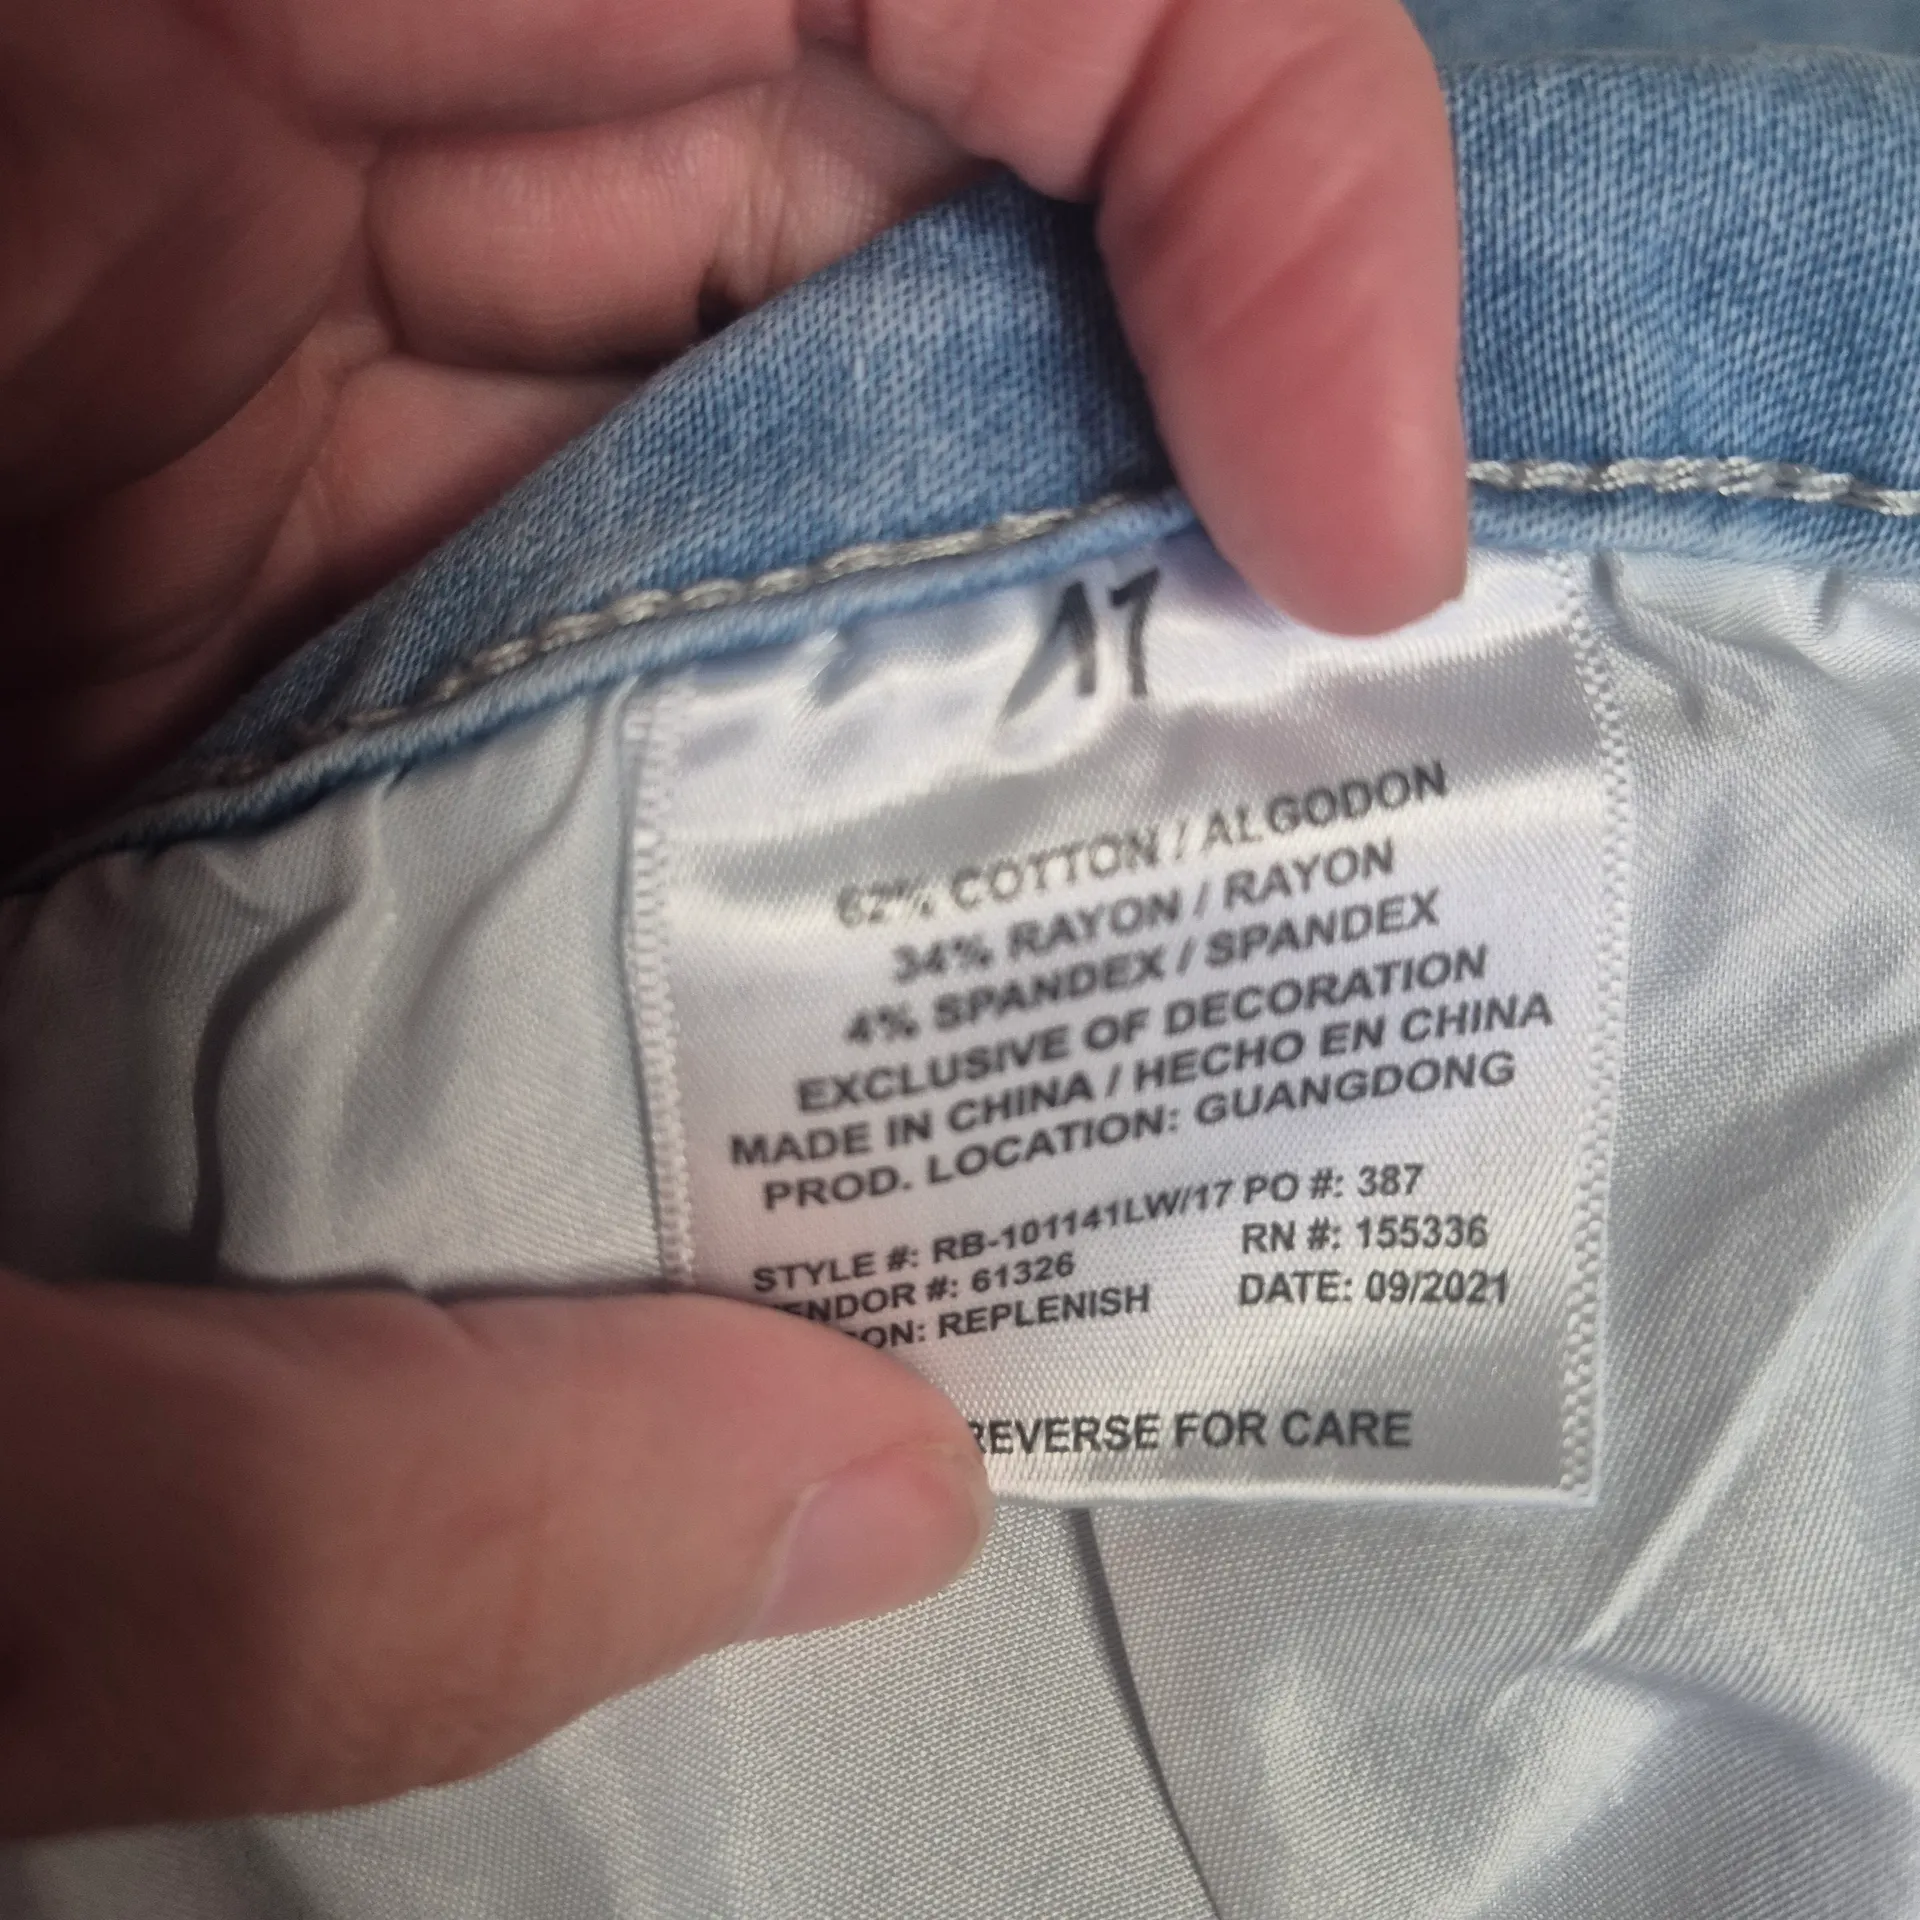 17
62% COTTON / ALGODON
34% RAYON / RAYON
4% SPANDEX / SPANDEX
EXCLUSIVE OF DECORATION
MADE IN CHINA / HECHO EN CHINA
PROD. LOCATION: GUANGDONG
STYLE #: RB-101141LW/17 PO #: 387
#: 61326 RN #: 155336
REPLENISH DATE: 09/2021
REVERSE FOR CARE